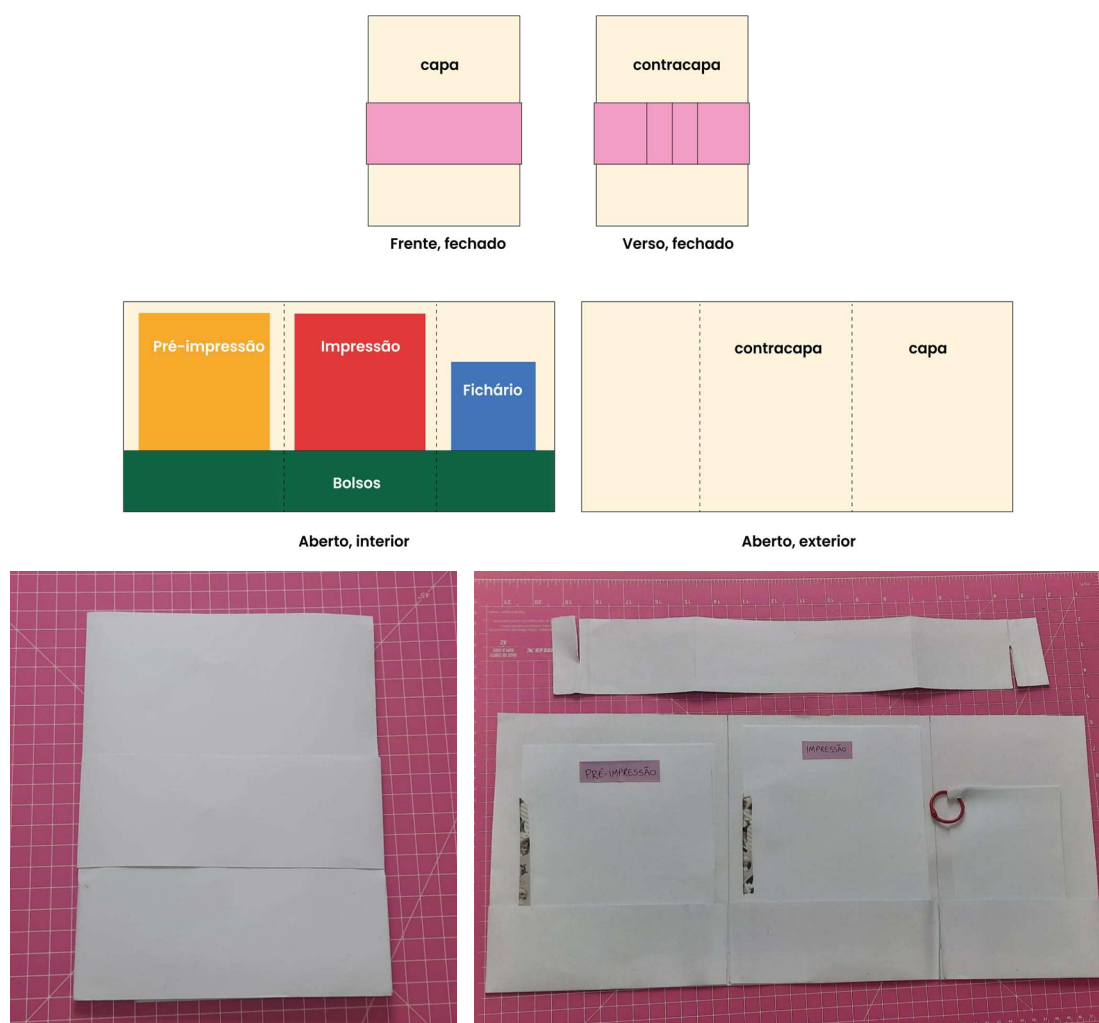 capa
contracapa
Frente, fechado
Verso, fechado
Pré-impressão
Impressão
Fichário
Bolsos
contracapa
capa
Aberto, interior
Aberto, exterior
PRÉ-IMPRESSÃO
IMPRESSÃO